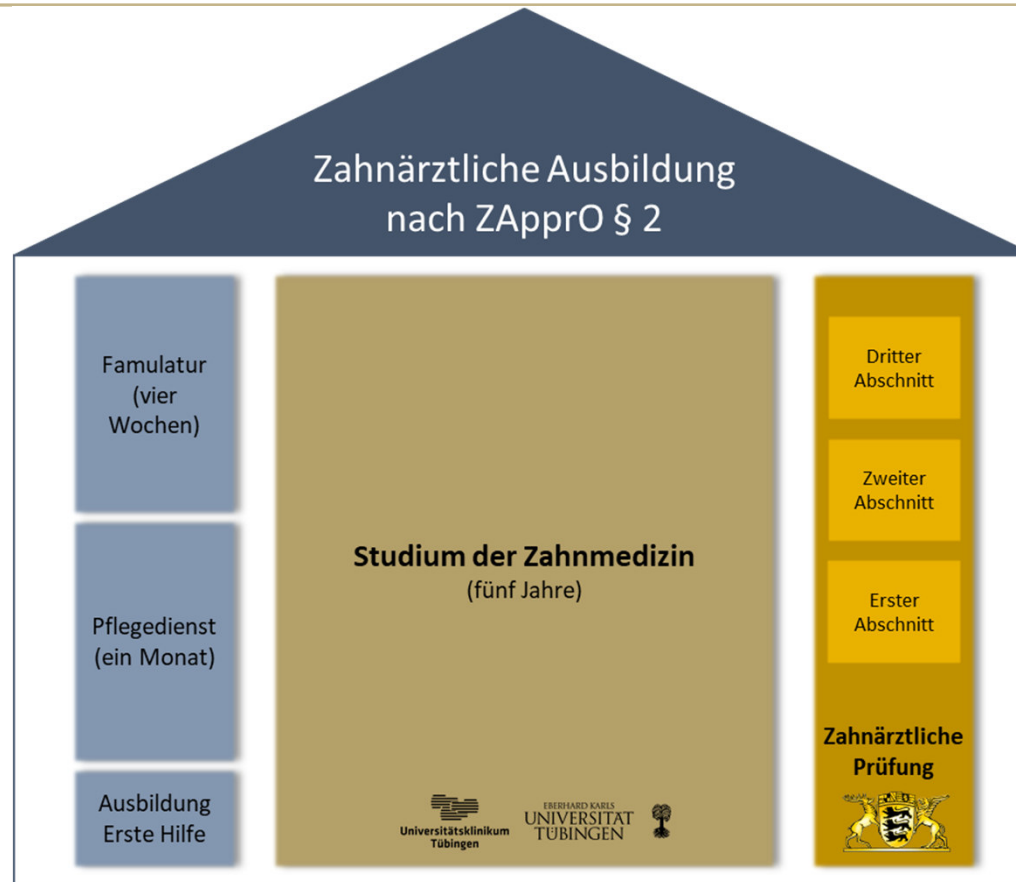 Zahnärztliche Ausbildung
nach ZApprO § 2
Famulatur
(vier
Wochen)
Pflegedienst
(ein Monat)
Ausbildung
Erste Hilfe
Studium der Zahnmedizin
(fünf Jahre)
Universitätsklinikum
Tübingen
EBERHARD KARLS
UNIVERSITÄT
TÜBINGEN
Dritter
Abschnitt
Zweiter
Abschnitt
Erster
Abschnitt
Zahnärztliche
Prüfung